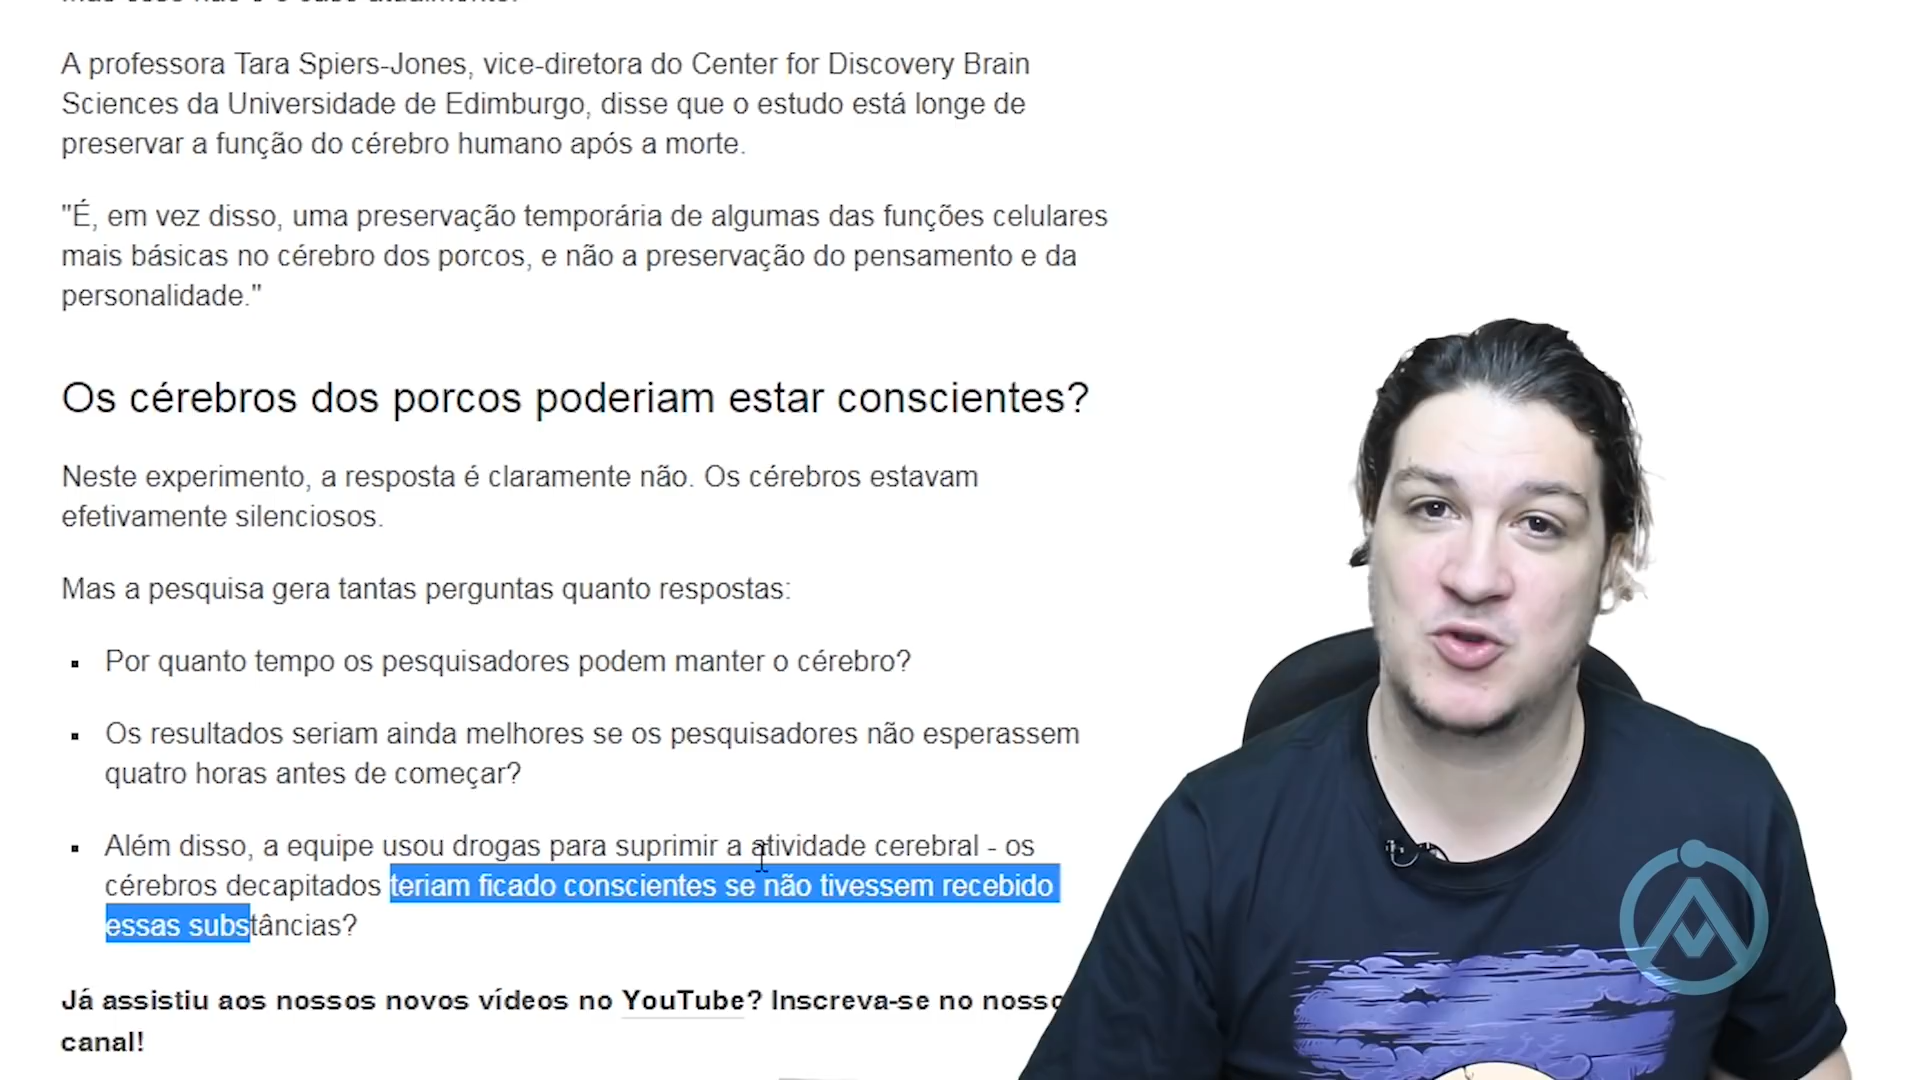 A professora Tara Spiers-Jones, vice-diretora do Center for Discovery Brain
Sciences da Universidade de Edimburgo, disse que o estudo está longe de
preservar a função do cérebro humano após a morte.
"É, em vez disso, uma preservação temporária de algumas das funções celulares
mais básicas no cérebro dos porcos, e não a preservação do pensamento e da
personalidade."
Os cérebros dos porcos poderiam estar conscientes?
Neste experimento, a resposta é claramente não. Os cérebros estavam
efetivamente silenciosos.
Mas a pesquisa gera tantas perguntas quanto respostas:
Por quanto tempo os pesquisadores podem manter o cérebro?
Os resultados seriam ainda melhores se os pesquisadores não esperassem
quatro horas antes de começar?
Além disso, a equipe usou drogas para suprimir a atividade cerebral - os
cérebros decapitados teriam ficado conscientes se não tivessem recebido
essas substâncias?
Já assistiu aos nossos novos vídeos no YouTube? Inscreva-se no nosso
canal!